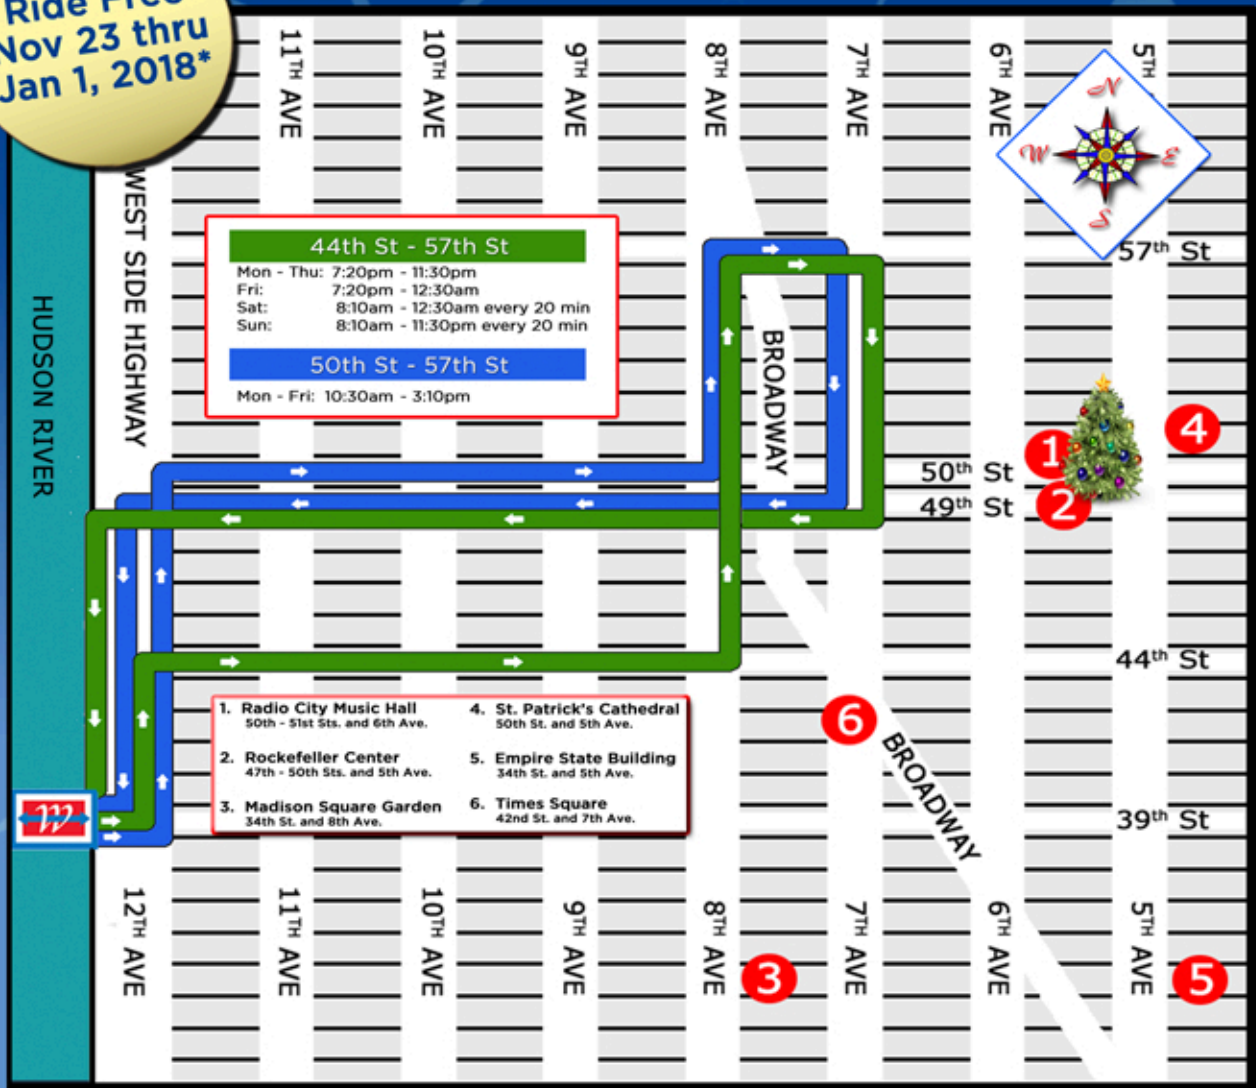 Ride Free
Nov 23 thru
Jan 1, 2018*
11TH AVE
10TH AVE
9TH AVE
8TH AVE
7TH AVE
6TH AVE
5TH
N
W
E
S
WEST SIDE HIGHWAY
HUDSON RIVER
57th St
44th St - 57th St
Mon - Thu: 7:20pm - 11:30pm
Fri: 7:20pm - 12:30am
Sat: 8:10am - 12:30am every 20 min
Sun: 8:10am - 11:30pm every 20 min
50th St - 57th St
Mon - Fri: 10:30am - 3:10pm
BROADWAY
4
1
50th St
2
49th St
44th St
1. Radio City Music Hall
50th - 51st Sts. and 6th Ave.
2. Rockefeller Center
47th - 50th Sts. and 5th Ave.
3. Madison Square Garden
34th St. and 8th Ave.
4. St. Patrick's Cathedral
50th St. and 5th Ave.
5. Empire State Building
34th St. and 5th Ave.
6. Times Square
42nd St. and 7th Ave.
6
BROADWAY
W
39th St
12TH AVE
11TH AVE
10TH AVE
9TH AVE
8TH AVE
7TH AVE
6TH AVE
5TH AVE
3
5